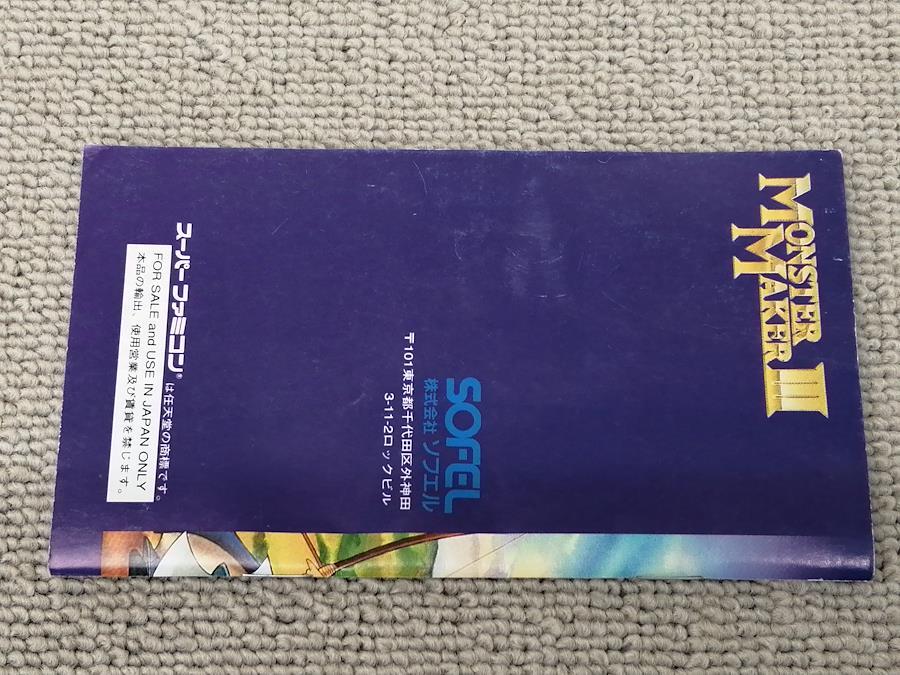 MONSTER
MAKER III
SOFEL
株式会社 ソフエル
〒101東京都千代田区外神田
3-11-2ロックビル
スーパーファミコン® は任天堂の商標です。
FOR SALE and USE IN JAPAN ONLY
本品の輸出、使用営業及び賃貸を禁じます。